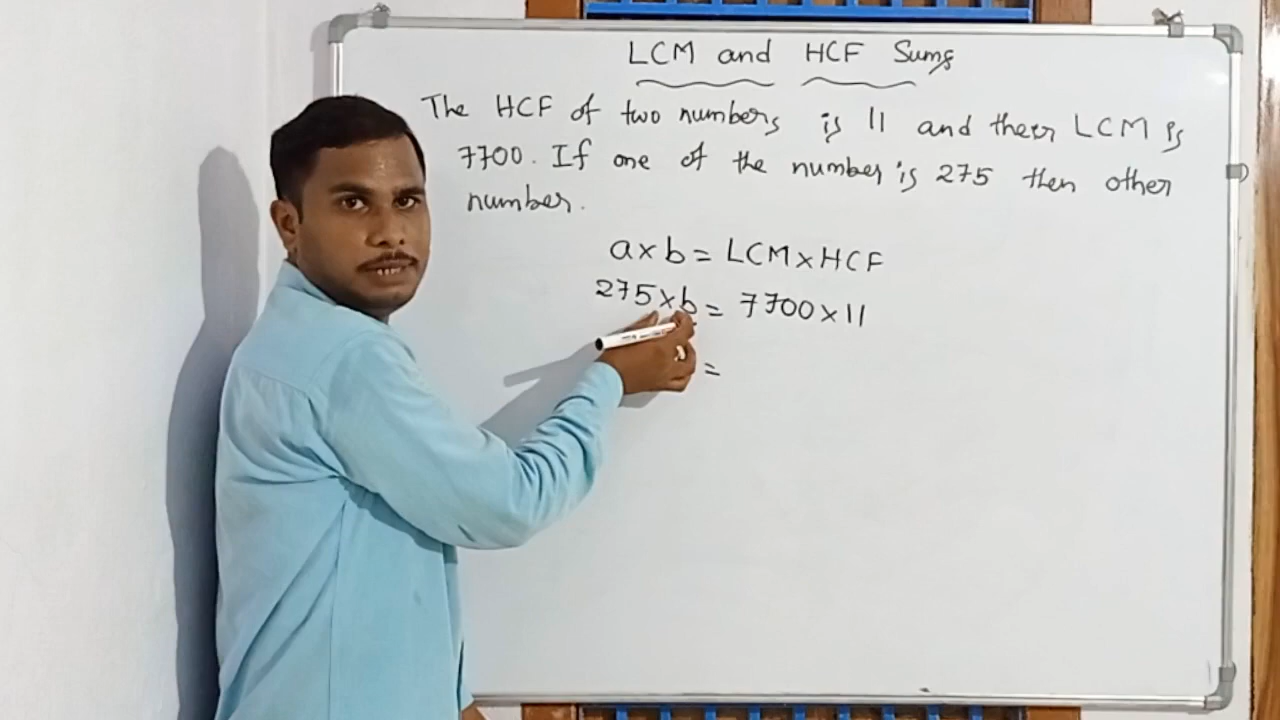 LCM and HCF Sums
The HCF of two numbers is 11 and their LCM is
7700. If one of the number is 275 then other
number.
a×b = LCM×HCF
275×b = 7700×11
=